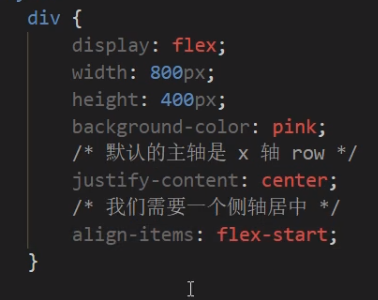 div {
display: flex;
width: 800px;
height: 400px;
background-color: pink;
/* 默认的主轴是 x 轴 row */
justify-content: center;
/* 我们需要一个侧轴居中 */
align-items: flex-start;
}